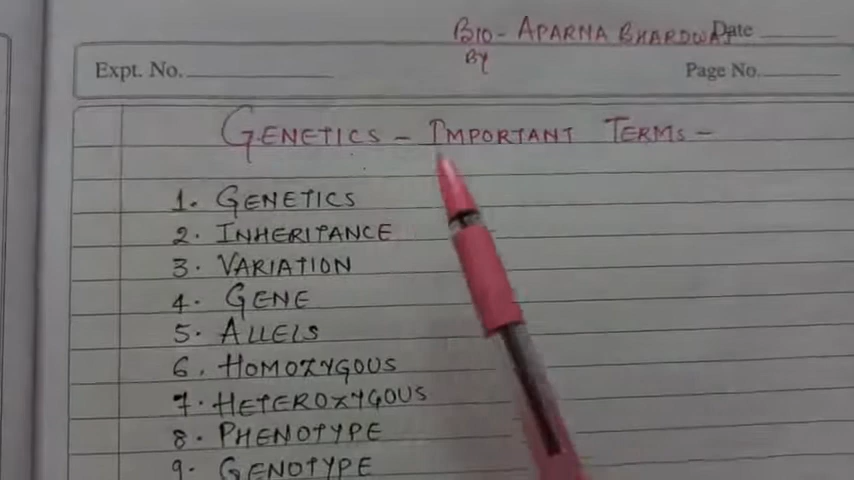 Bio - APARNA BHARDWAJ Date
By
Expt. No.
Page No.
GENETICS - IMPORTANT TERMS -
1. GENETICS
2. INHERITANCE
3. VARIATION
4. GENE
5. ALLELS
6. HOMOZYGOUS
7. HETEROZYGOUS
8. PHENOTYPE
9. GENOTYPE